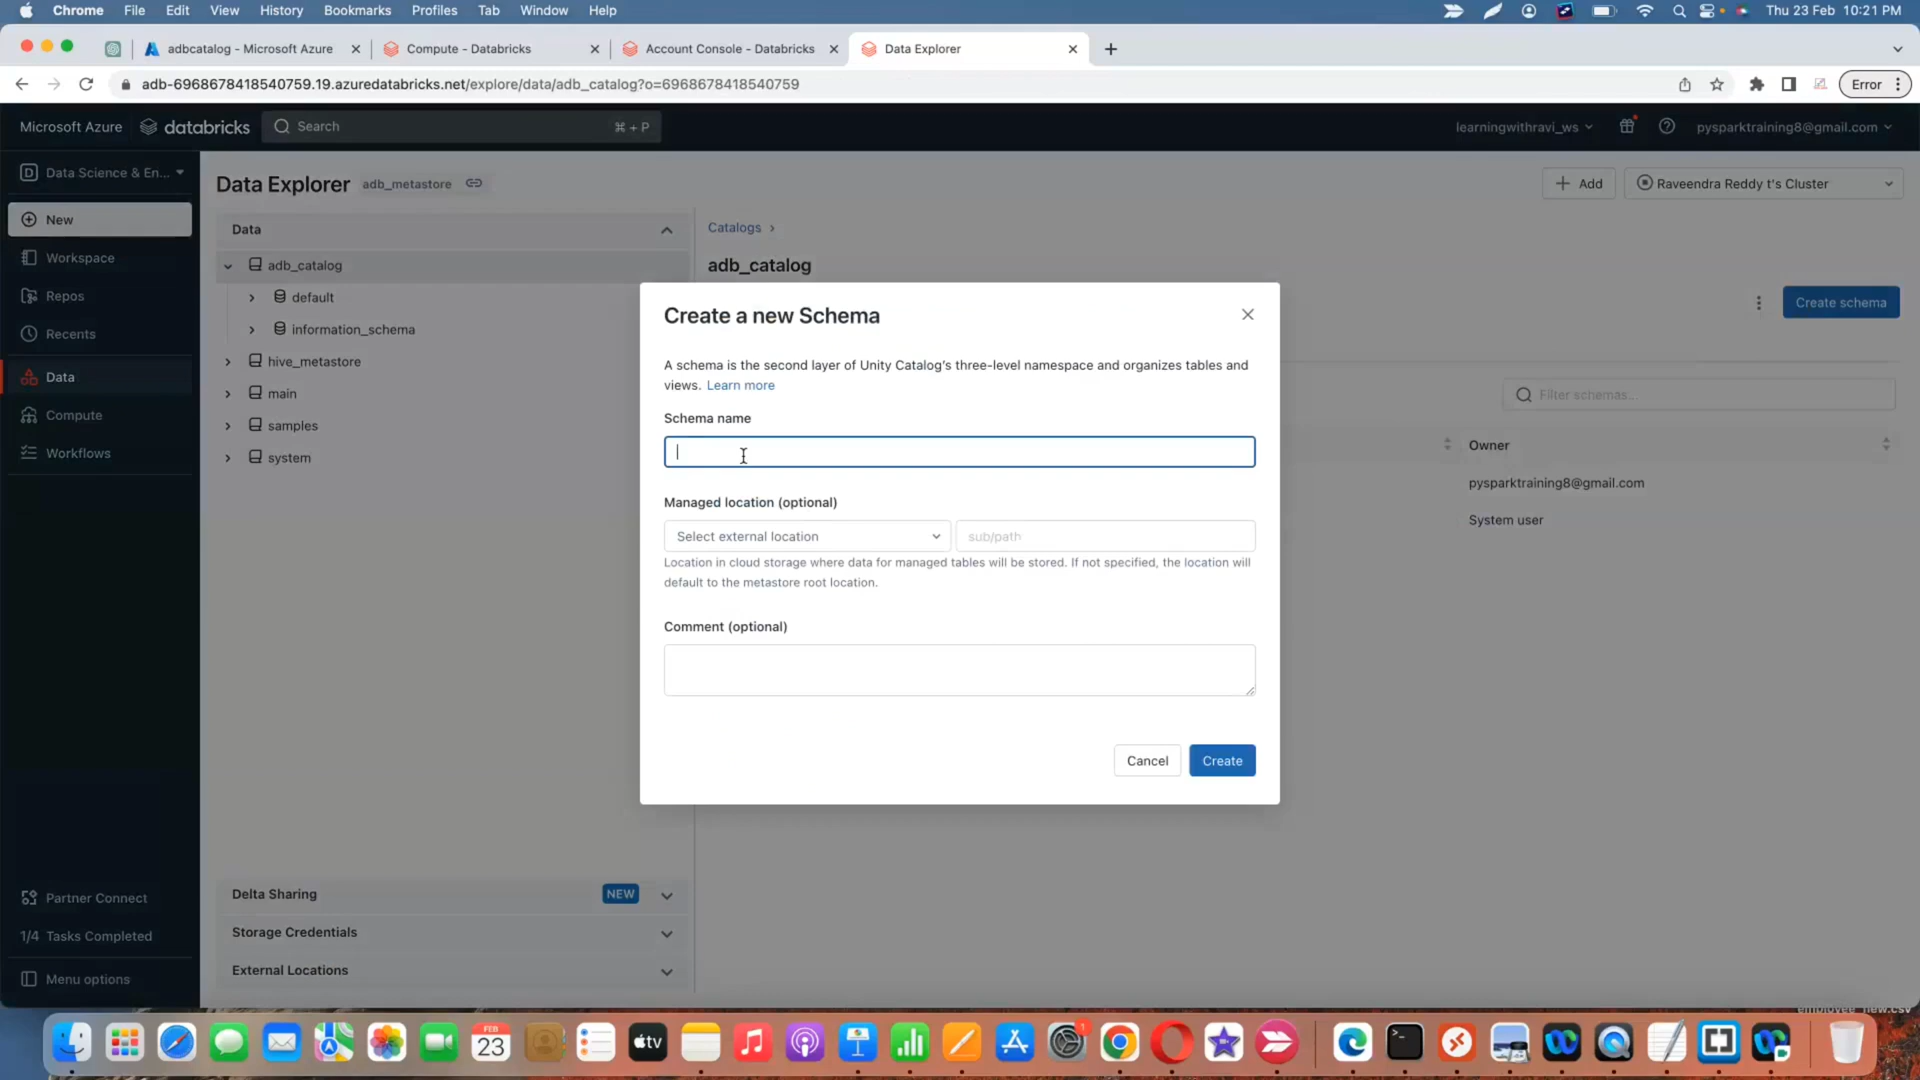 Chrome File Edit View History Bookmarks Profiles Tab Window Help Thu 23 Feb 10:21 PM
adbcatalog - Microsoft Azure Compute - Databricks Account Console - Databricks Data Explorer
adb-6968678418540759.19.azuredatabricks.net/explore/data/adb_catalog?o=6968678418540759 Error
Microsoft Azure databricks Search ⌘ + P learningwithravi_ws pysparktraining8@gmail.com
Data Science & En...
New
Workspace
Repos
Recents
Data
Compute
Workflows
Partner Connect
1/4 Tasks Completed
Menu options
Data Explorer adb_metastore
Add Raveendra Reddy t's Cluster
Data
adb_catalog
default
information_schema
hive_metastore
main
samples
system
Delta Sharing NEW
Storage Credentials
External Locations
Catalogs ›
adb_catalog
Create schema
Filter schemas...
Owner
pysparktraining8@gmail.com
System user
Create a new Schema
A schema is the second layer of Unity Catalog's three-level namespace and organizes tables and
views. Learn more
Schema name
Managed location (optional)
Select external location sub/path
Location in cloud storage where data for managed tables will be stored. If not specified, the location will
default to the metastore root location.
Comment (optional)
Cancel Create
employee_new.csv
FEB
23
tv
1